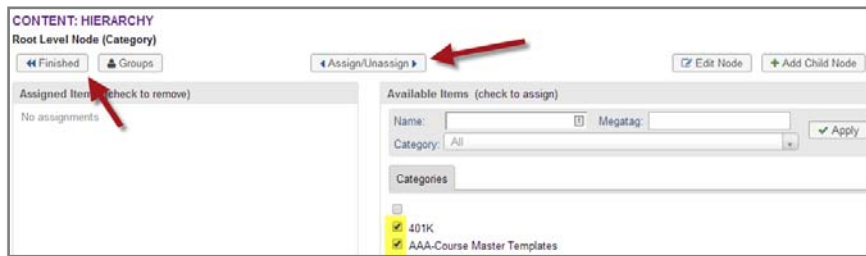 CONTENT: HIERARCHY
Root Level Node (Category)
Finished Groups Assign/Unassign Edit Node Add Child Node
Assigned Items (check to remove)
No assignments
Available Items (check to assign)
Name: Megatag:
Category: All
Apply
Categories
401K
AAA-Course Master Templates